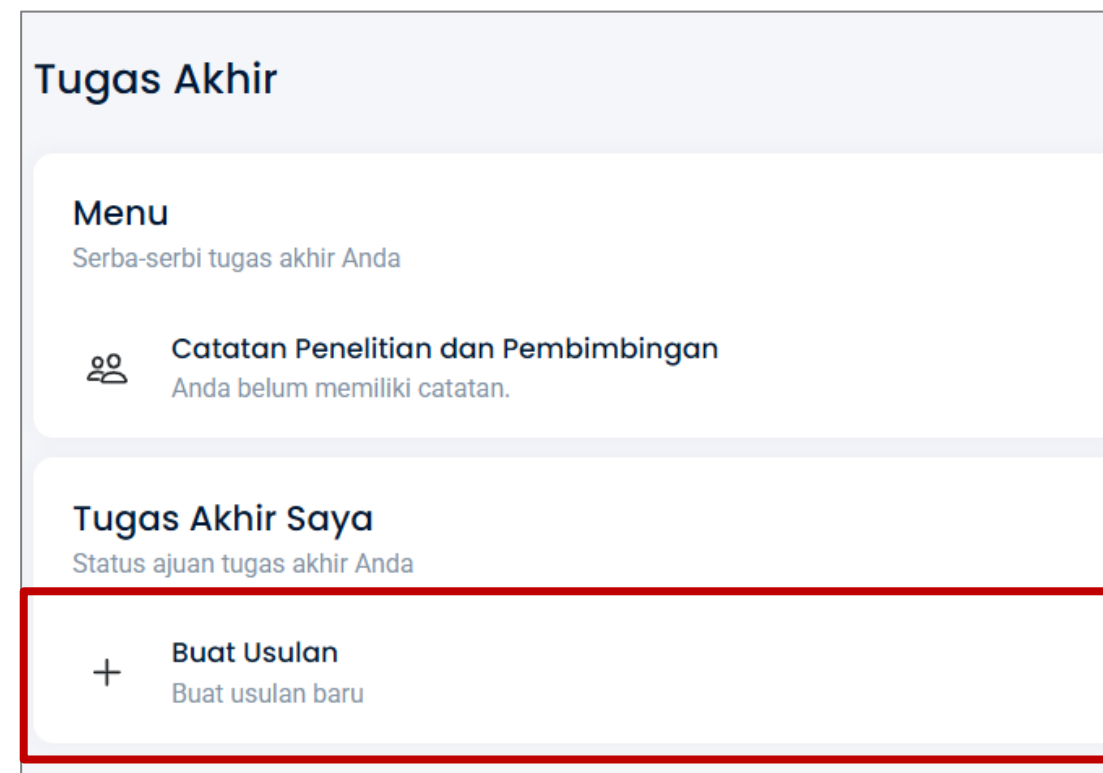 Tugas Akhir
Menu
Serba-serbi tugas akhir Anda
Catatan Penelitian dan Pembimbingan
Anda belum memiliki catatan.
Tugas Akhir Saya
Status ajuan tugas akhir Anda
Buat Usulan
Buat usulan baru